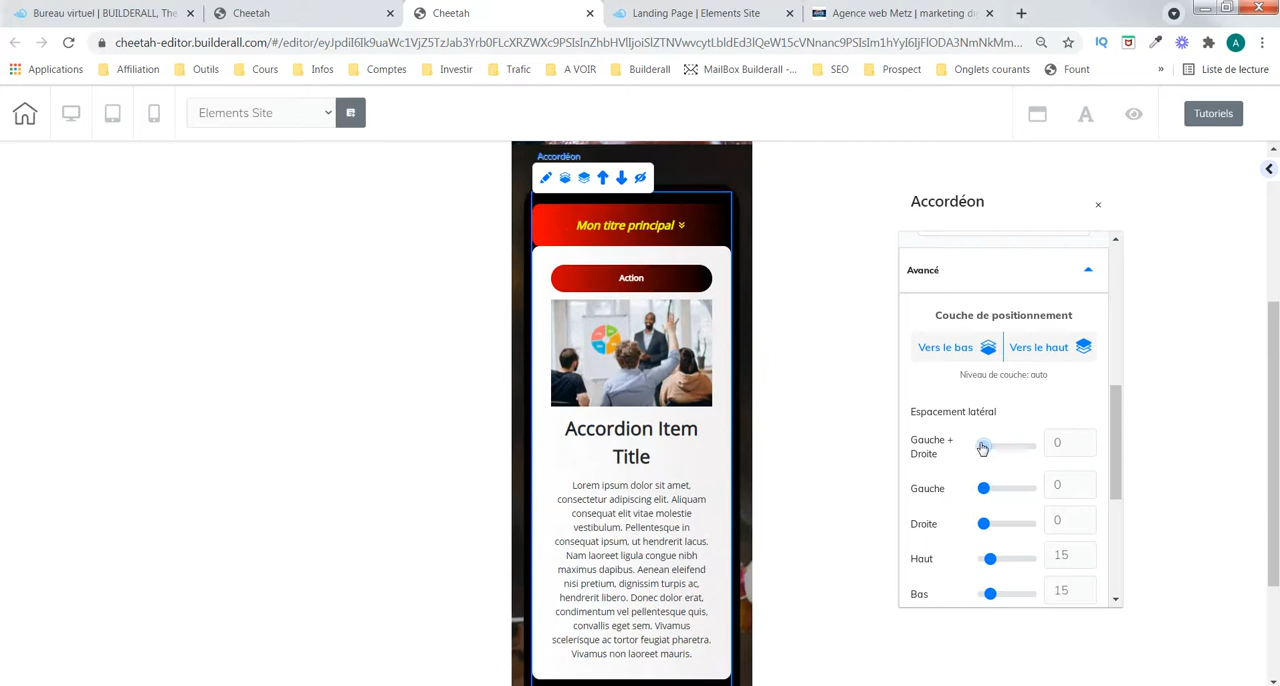 Bureau virtuel | BUILDERALL, The
Cheetah
Cheetah
Landing Page | Elements Site
Agence web Metz | marketing di
cheetah-editor.builderall.com/#/editor/
Applications
Affiliation
Outils
Cours
Infos
Comptes
Investir
Trafic
A VOIR
Builderall
MailBox Builderall -...
SEO
Prospect
Onglets courants
Fount
»
Liste de lecture
IQ
A
Elements Site
A
Tutoriels
Accordéon
Mon titre principal
Action
Accordion Item
Title
Lorem ipsum dolor sit amet,
consectetur adipiscing elit. Aliquam
consequat elit vitae molestie
vestibulum. Pellentesque in
consequat ipsum, ut hendrerit lacus.
Nam laoreet ligula congue nibh
maximus dapibus. Aenean eleifend
nisi pretium, dignissim turpis ac,
hendrerit libero. Donec dolor erat,
condimentum vel pellentesque quis,
convallis eget sem. Vivamus
scelerisque ac tortor feugiat pharetra.
Vivamus non laoreet mauris.
Accordéon
Avancé
Couche de positionnement
Vers le bas
Vers le haut
Niveau de couche: auto
Espacement latéral
Gauche +
Droite
0
Gauche
0
Droite
0
Haut
15
Bas
15